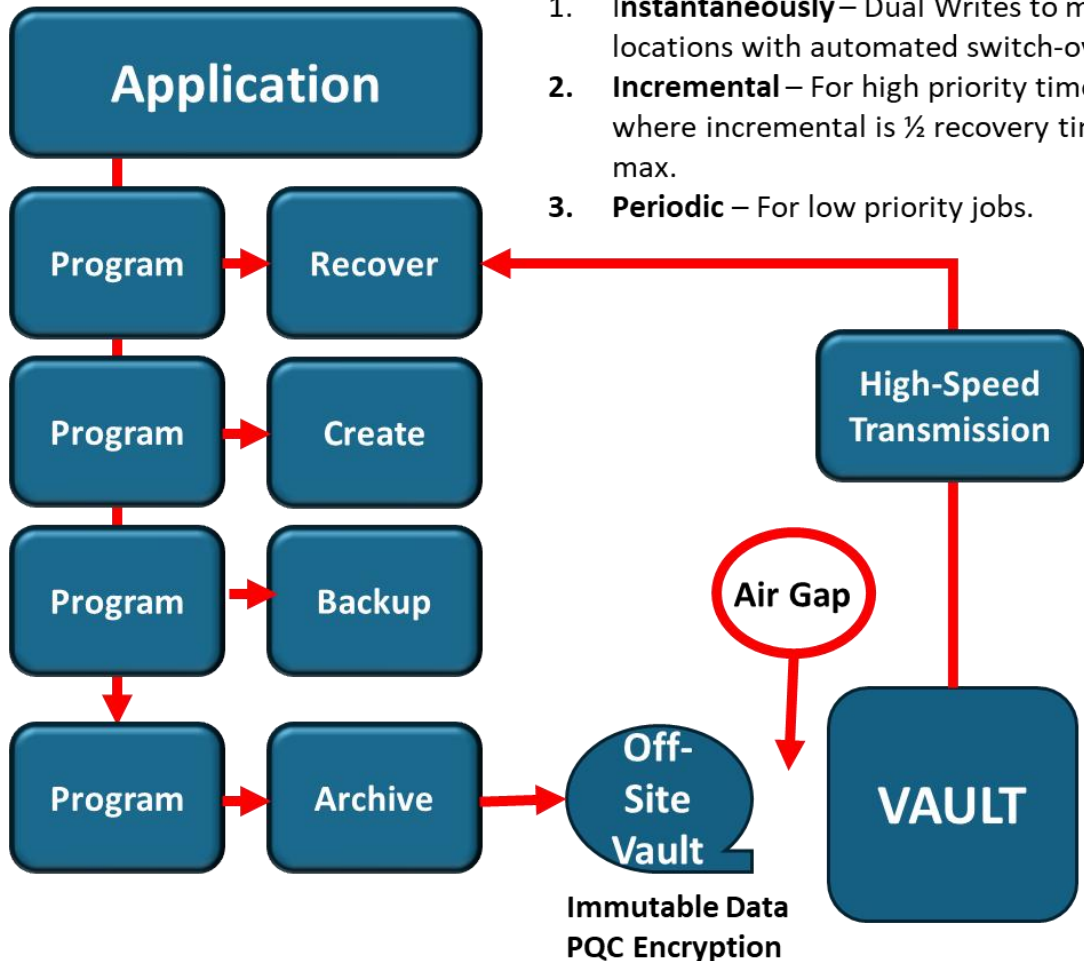 1. Instantaneously – Dual Writes to
locations with automated
2. Incremental – For high priority
where incremental is ½ recovery
max.
3. Periodic – For low priority jobs.
Application
Program
Recover
Program
Create
High-Speed
Transmission
Program
Backup
Air Gap
Program
Archive
Off-
Site
Vault
VAULT
Immutable Data
PQC Encryption